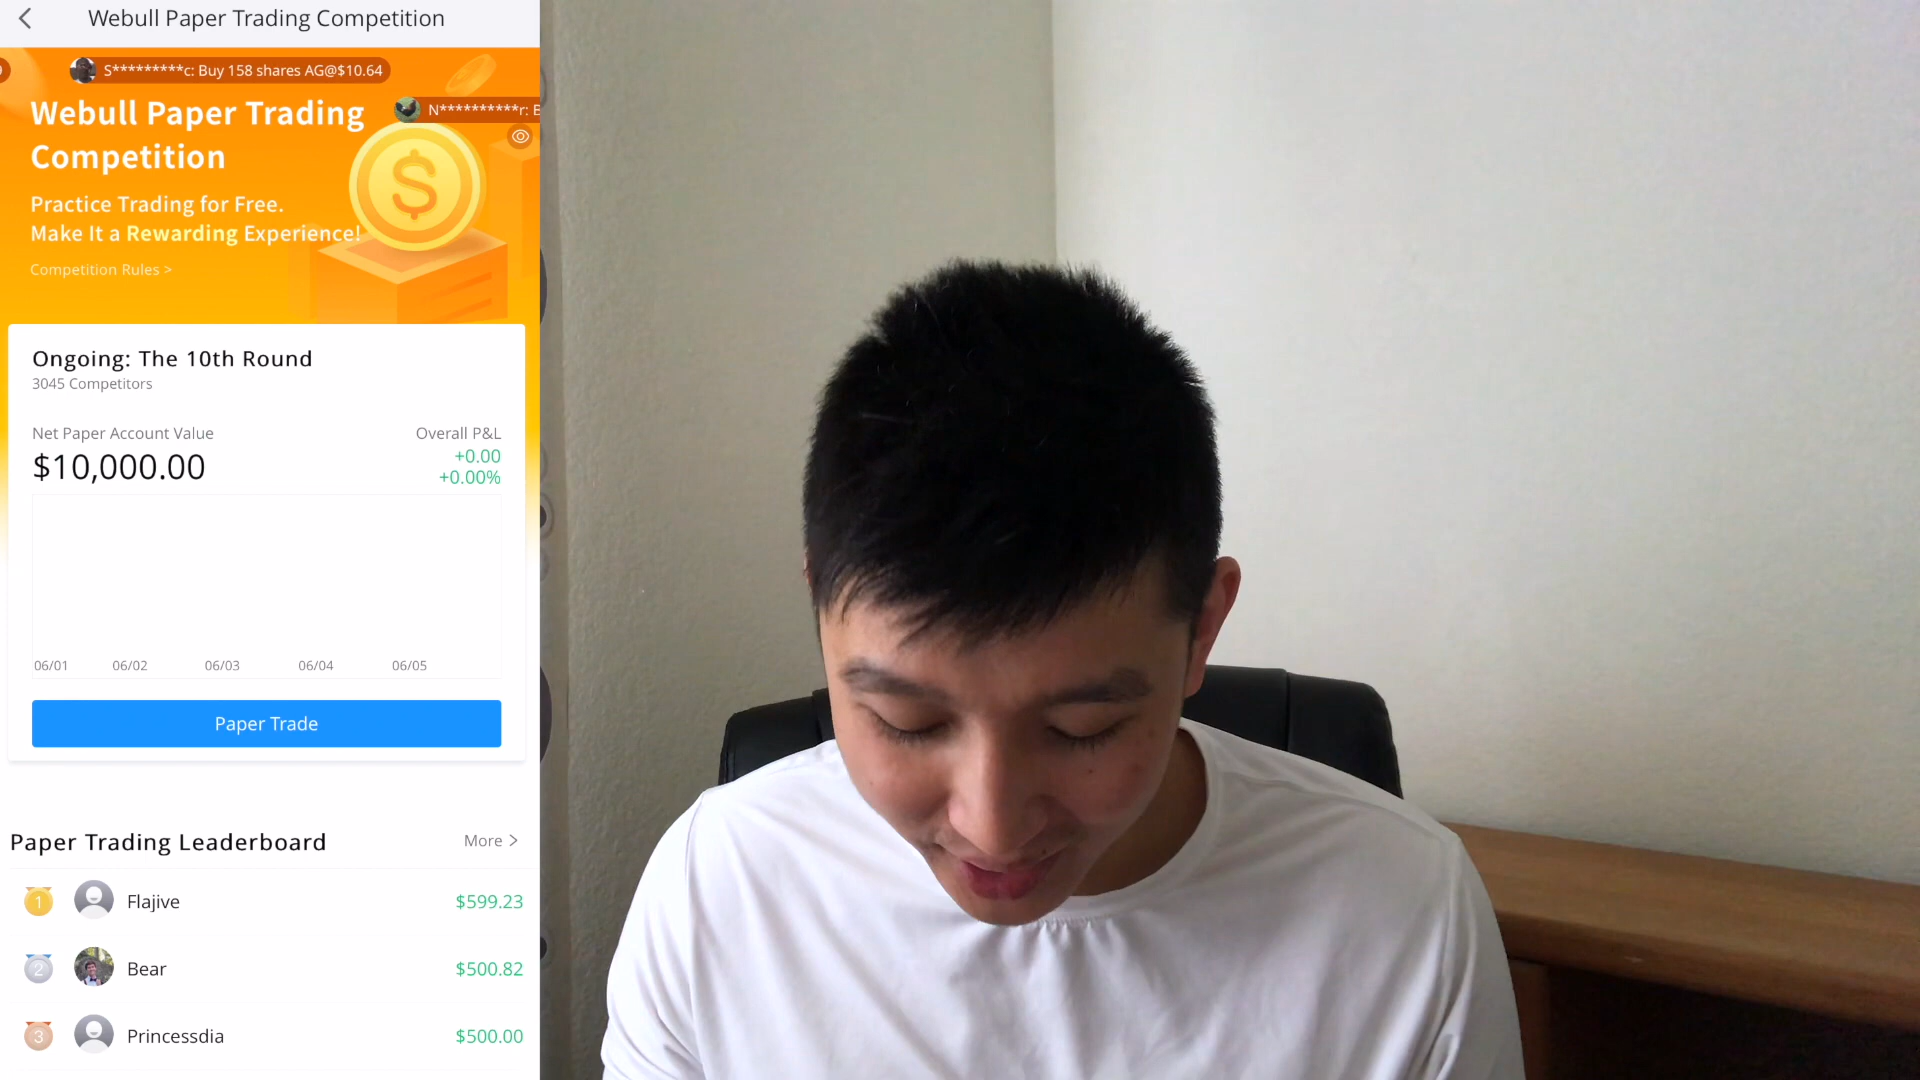 Webull Paper Trading Competition
S*********c: Buy 158 shares AG@$10.64
N**********r: B
Webull Paper Trading
Competition
Practice Trading for Free.
Make It a Rewarding Experience!
Competition Rules >
Ongoing: The 10th Round
3045 Competitors
Net Paper Account Value
Overall P&L
$10,000.00
+0.00
+0.00%
06/01 06/02 06/03 06/04 06/05
Paper Trade
Paper Trading Leaderboard
More >
1 Flajive $599.23
2 Bear $500.82
3 Princessdia $500.00